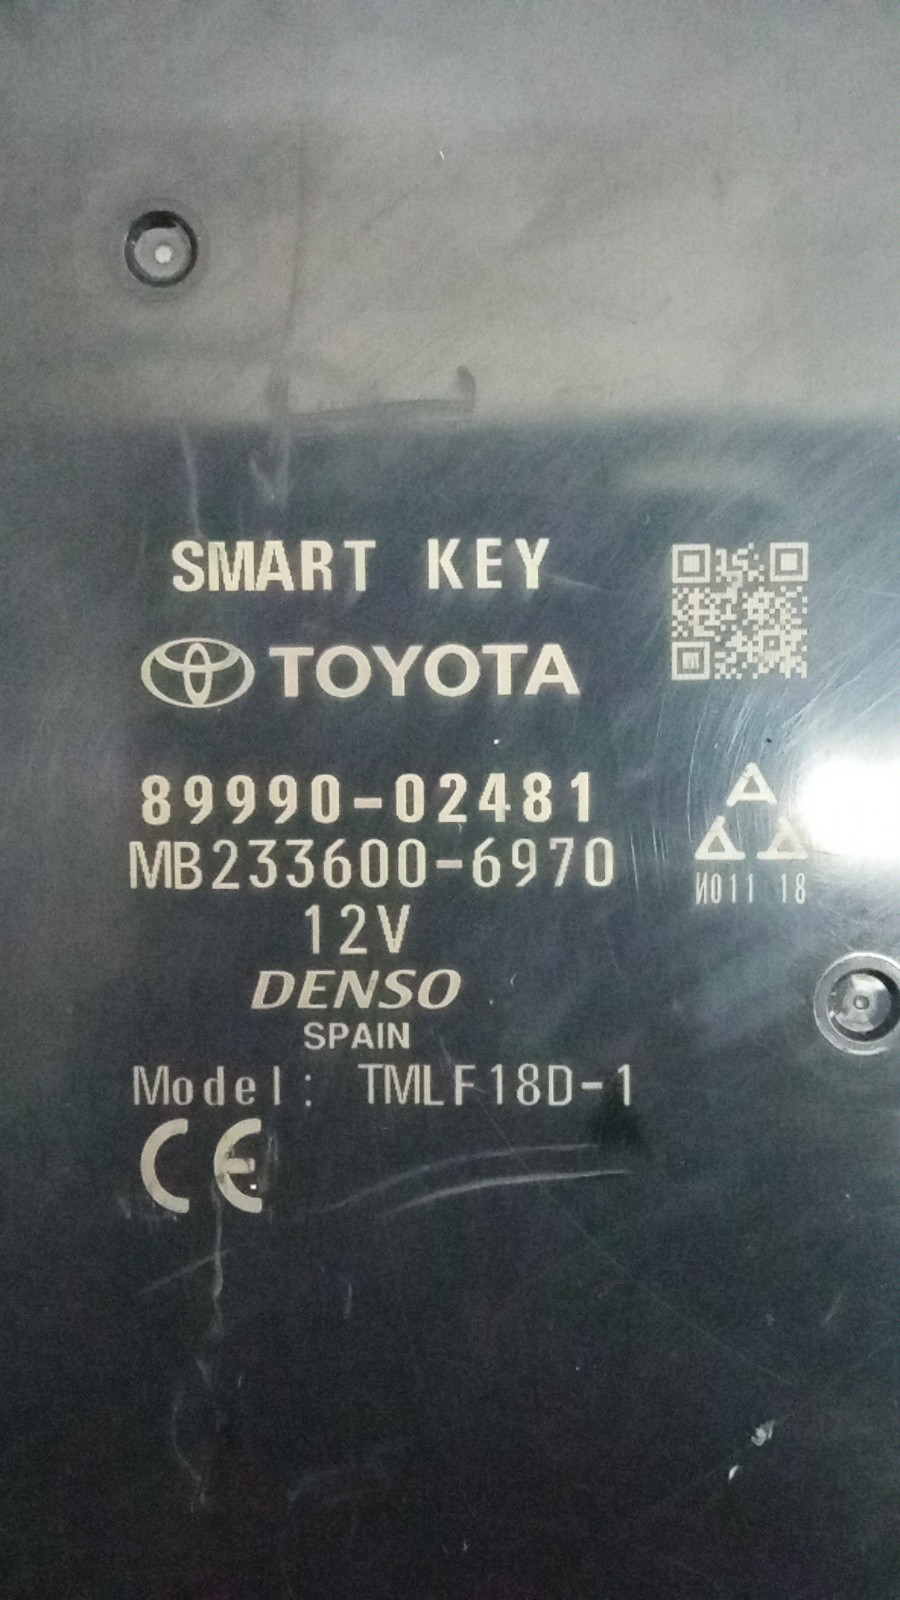 SMART KEY
TOYOTA
89990-02481
MB233600-6970
12V
DENSO
SPAIN
Model: TMLF18D-1
CE
И011 18